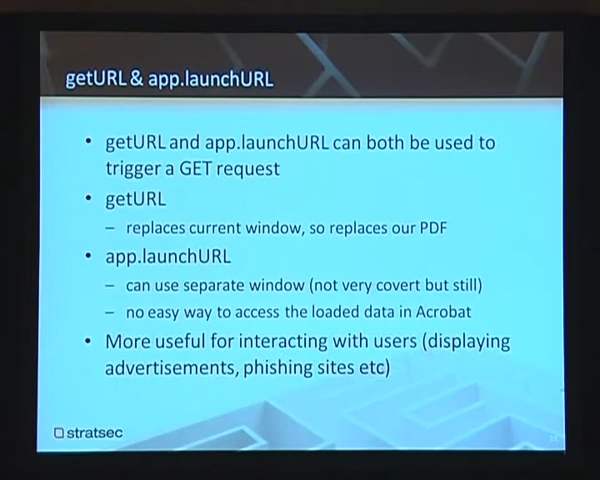 getURL & app.launchURL
• getURL and app.launchURL can both be used to
trigger a GET request
• getURL
– replaces current window, so replaces our PDF
• app.launchURL
– can use separate window (not very covert but still)
– no easy way to access the loaded data in Acrobat
• More useful for interacting with users (displaying
advertisements, phishing sites etc)
stratsec